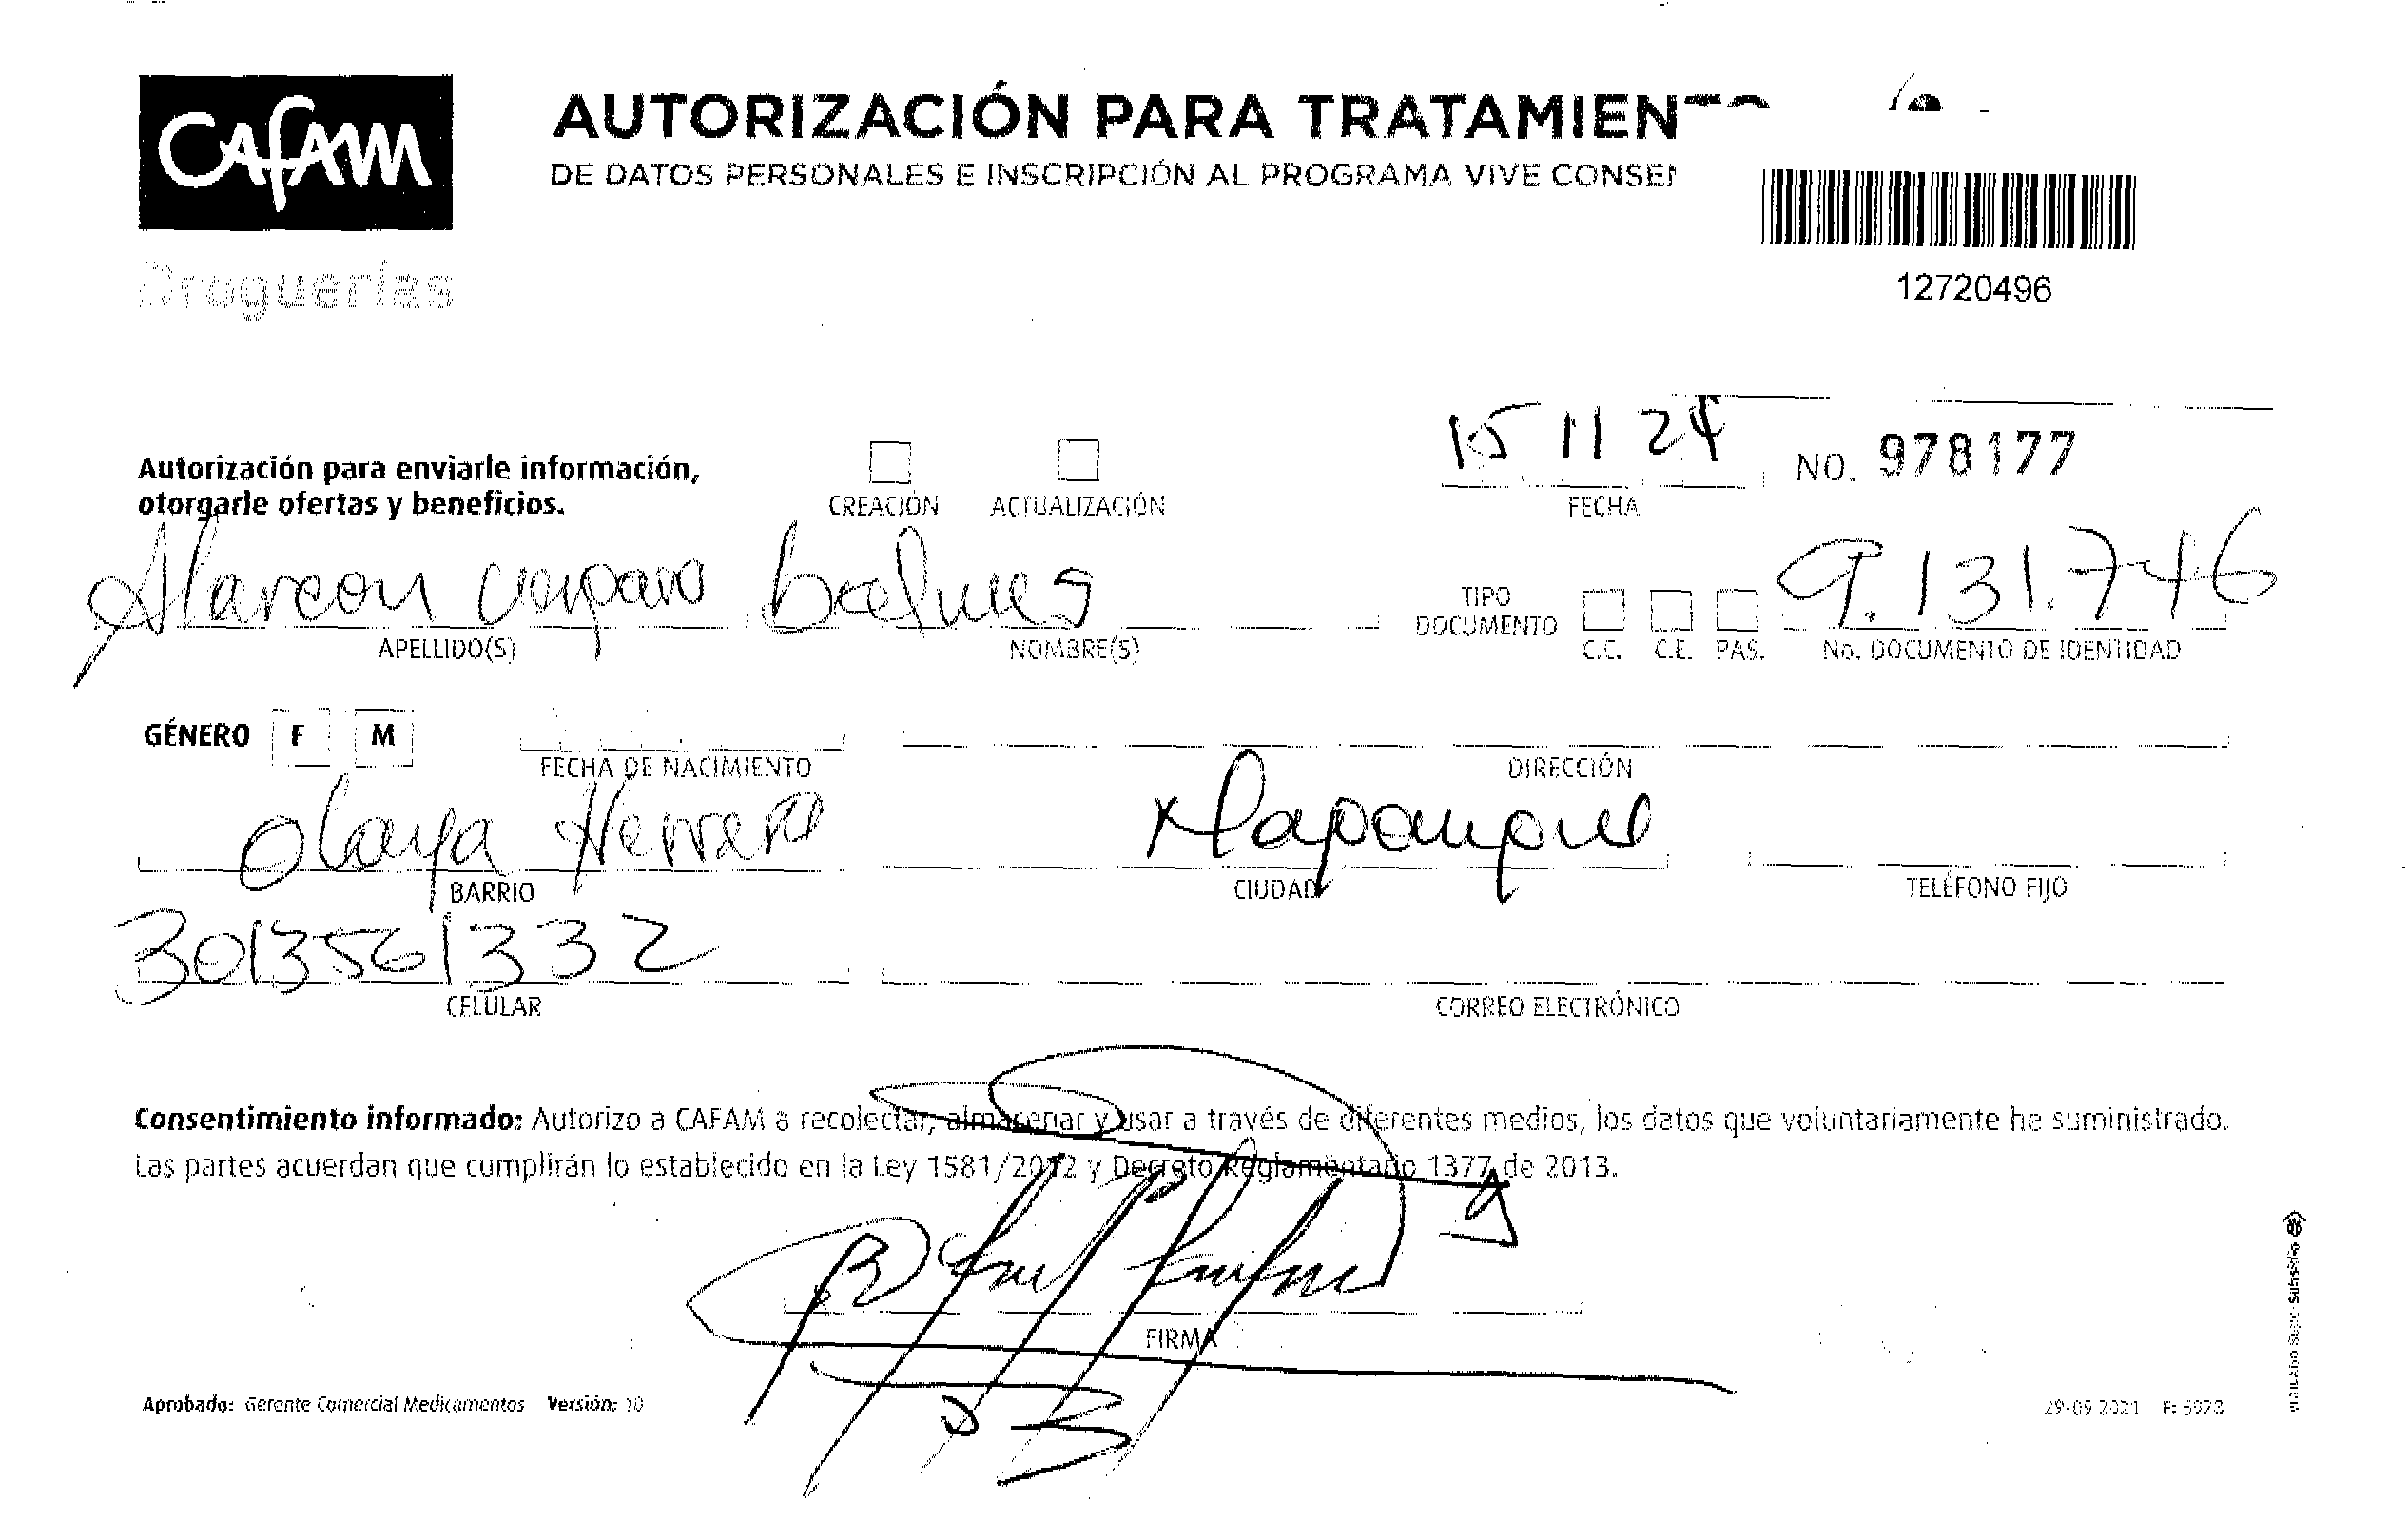 CAFAM
Droguerías
AUTORIZACIÓN PARA TRATAMIEN
DE DATOS PERSONALES E INSCRIPCIÓN AL PROGRAMA VIVE CONSEN
12720496
Autorización para enviarle información,
otorgarle ofertas y beneficios.
CREACIÓN ACTUALIZACIÓN
15 11 24
FECHA
NO. 978177
Alarcon
APELLIDO(S) NOMBRE(S)
TIPO
DOCUMENTO
C.C. C.E. PAS.
9.131.746
No. DOCUMENTO DE IDENTIDAD
GÉNERO F M
FECHA DE NACIMIENTO DIRECCIÓN
Olaya Herrera
BARRIO CIUDAD TELÉFONO FIJO
3013561332
CELULAR CORREO ELECTRÓNICO
Consentimiento informado: Autorizo a CAFAM a recolectar, almacenar y usar a través de diferentes medios, los datos que voluntariamente he suministrado.
Las partes acuerdan que cumplirán lo establecido en la Ley 1581/2012 y Decreto Reglamentario 1377 de 2013.
FIRMA
Aprobado: Gerente Comercial Medicamentos Versión: 10
29-09-2021
VIGILADO SuperSubsidio